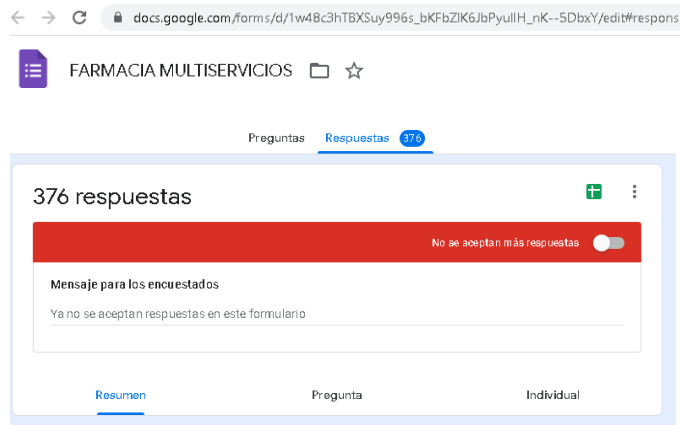 docs.google.com/forms/d/1w48c3hTBXSuy996s_bKFbZlK6JbPyulIH_nK--5DbxY/edit#respons
FARMACIA MULTISERVICIOS
Preguntas Respuestas 376
376 respuestas
No se aceptan más respuestas
Mensaje para los encuestados
Ya no se aceptan respuestas en este formulario
Resumen Pregunta Individual